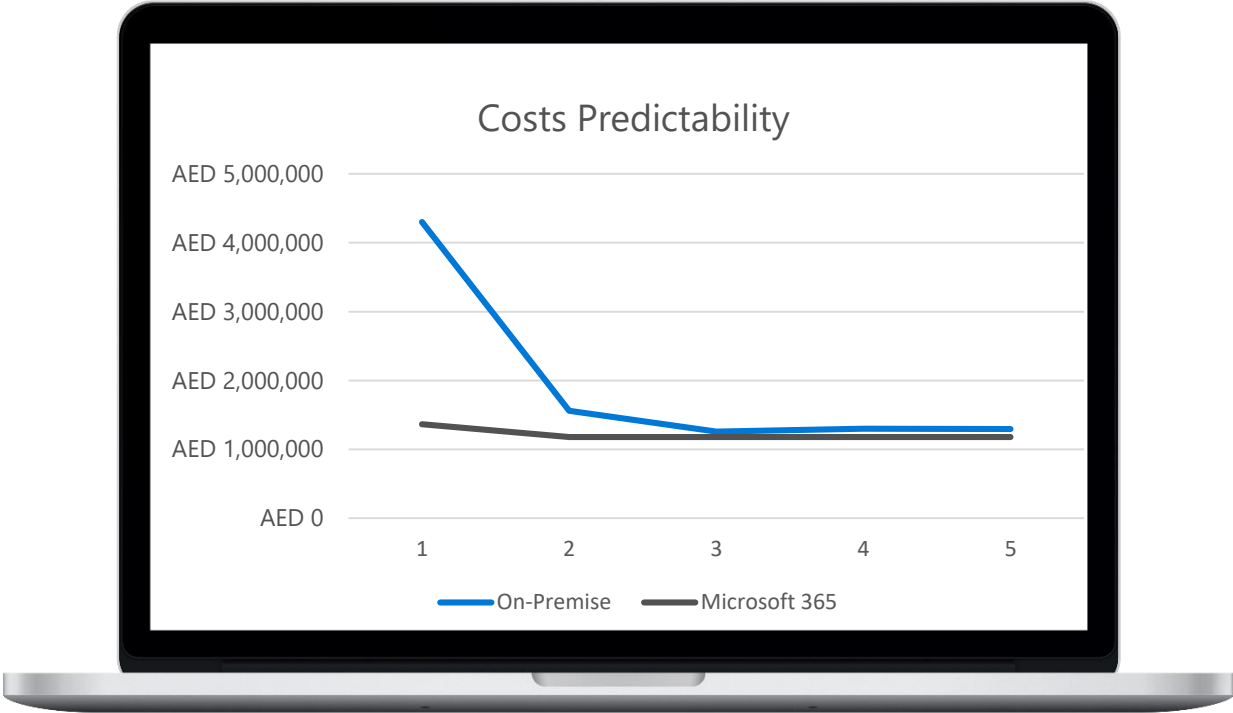 Costs Predictability
AED 5,000,000
AED 4,000,000
AED 3,000,000
AED 2,000,000
AED 1,000,000
AED 0
1 2 3 4 5
On-Premise Microsoft 365